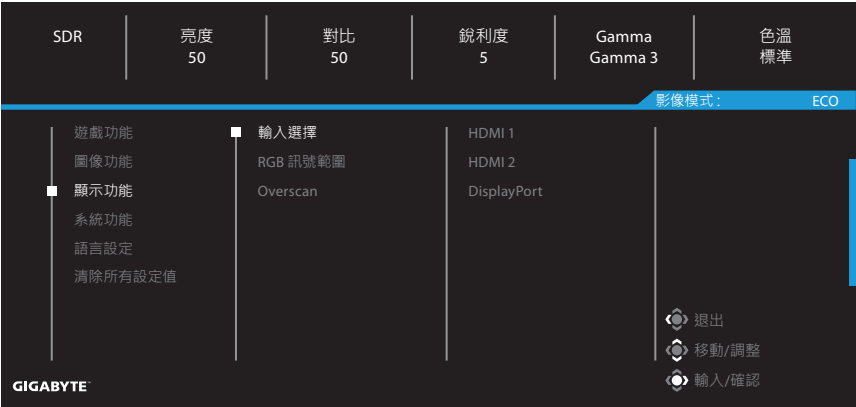 SDR
亮度
50
對比
50
銳利度
5
Gamma
Gamma 3
色溫
標準
影像模式: ECO
遊戲功能
圖像功能
顯示功能
系統功能
語言設定
清除所有設定值
輸入選擇
RGB 訊號範圍
Overscan
HDMI 1
HDMI 2
DisplayPort
退出
移動/調整
輸入/確認
GIGABYTE™